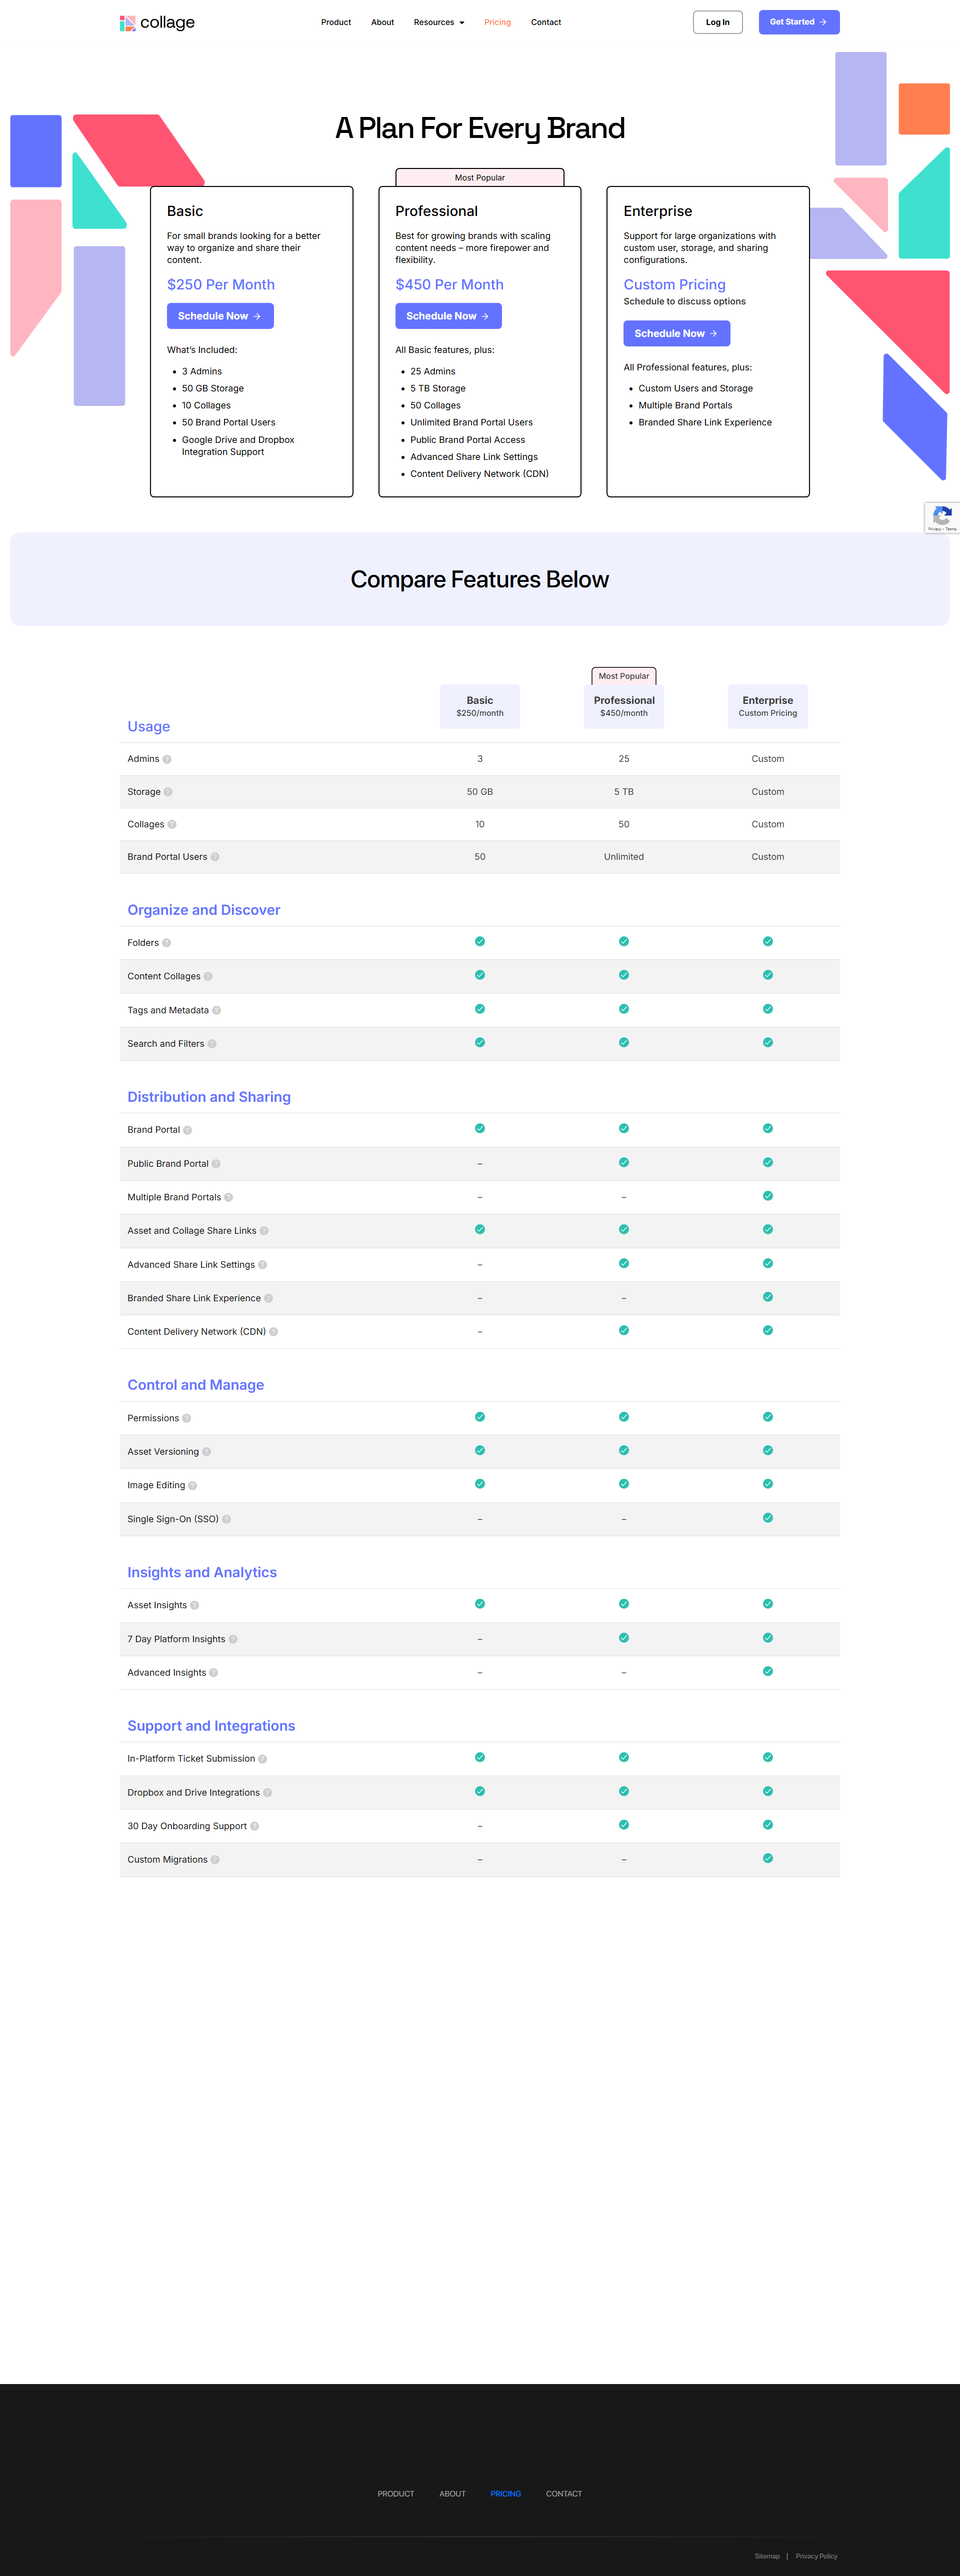 collage
Product About Resources Pricing Contact
Log In
Get Started
A Plan For Every Brand
Most Popular
Basic
For small brands looking for a better
way to organize and share their
content.
$250 Per Month
Schedule Now
What's Included:
3 Admins
50 GB Storage
10 Collages
50 Brand Portal Users
Google Drive and Dropbox
Integration Support
Professional
Best for growing brands with scaling
content needs – more firepower and
flexibility.
$450 Per Month
Schedule Now
All Basic features, plus:
25 Admins
5 TB Storage
50 Collages
Unlimited Brand Portal Users
Public Brand Portal Access
Advanced Share Link Settings
Content Delivery Network (CDN)
Enterprise
Support for large organizations with
custom user, storage, and sharing
configurations.
Custom Pricing
Schedule to discuss options
Schedule Now
All Professional features, plus:
Custom Users and Storage
Multiple Brand Portals
Branded Share Link Experience
Privacy - Terms
Compare Features Below
Most Popular
Basic Professional Enterprise
$250/month $450/month Custom Pricing
Usage
Admins ? 3 25 Custom
Storage ? 50 GB 5 TB Custom
Collages ? 10 50 Custom
Brand Portal Users ? 50 Unlimited Custom
Organize and Discover
Folders ?
Content Collages ?
Tags and Metadata ?
Search and Filters ?
Distribution and Sharing
Brand Portal ?
Public Brand Portal ? –
Multiple Brand Portals ? – –
Asset and Collage Share Links ?
Advanced Share Link Settings ? –
Branded Share Link Experience ? – –
Content Delivery Network (CDN) ? –
Control and Manage
Permissions ?
Asset Versioning ?
Image Editing ?
Single Sign-On (SSO) ? – –
Insights and Analytics
Asset Insights ?
7 Day Platform Insights ? –
Advanced Insights ? – –
Support and Integrations
In-Platform Ticket Submission ?
Dropbox and Drive Integrations ?
30 Day Onboarding Support ? –
Custom Migrations ? – –
PRODUCT ABOUT PRICING CONTACT
Sitemap | Privacy Policy